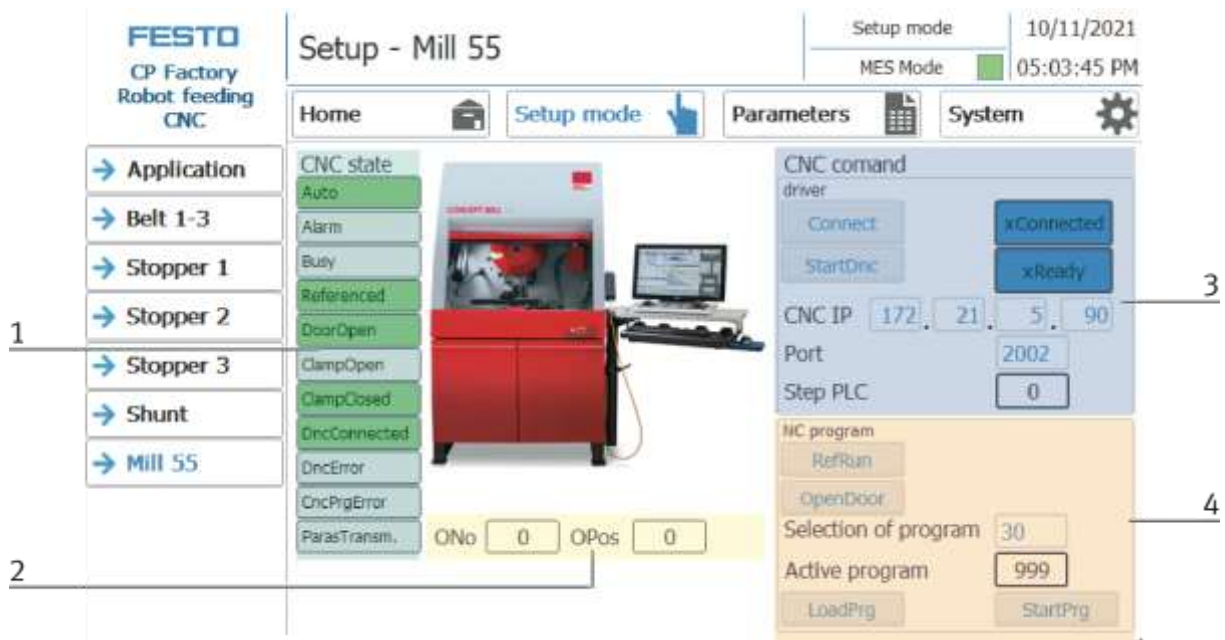 FESTO
CP Factory
Robot feeding
CNC
Setup - Mill 55
Setup mode
MES Mode
10/11/2021
05:03:45 PM
Home
Setup mode
Parameters
System
Application
Belt 1-3
Stopper 1
Stopper 2
Stopper 3
Shunt
Mill 55
CNC state
Auto
Alarm
Busy
Referenced
DoorOpen
ClampOpen
ClampClosed
DncConnected
DncError
CncPrgError
ParasTransm.
CONCEPT MILL
ONo 0 OPos 0
CNC comand
driver
Connect xConnected
StartDnc xReady
CNC IP 172 . 21 . 5 . 90
Port 2002
Step PLC 0
NC program
RefRun
OpenDoor
Selection of program 30
Active program 999
LoadPrg StartPrg
1
2
3
4